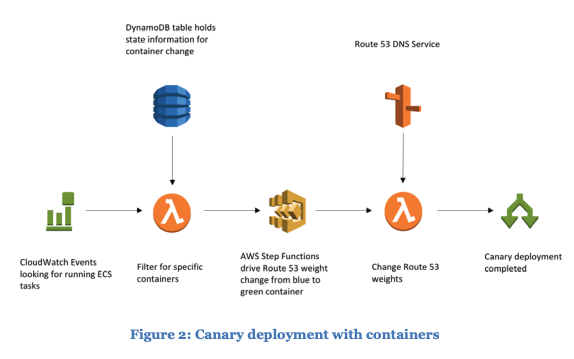 DynamoDB table holds
state information for
container change
Route 53 DNS Service
CloudWatch Events
looking for running ECS
tasks
Filter for specific
containers
AWS Step Functions
drive Route 53 weight
change from blue to
green container
Change Route 53
weights
Canary deployment
completed
Figure 2: Canary deployment with containers